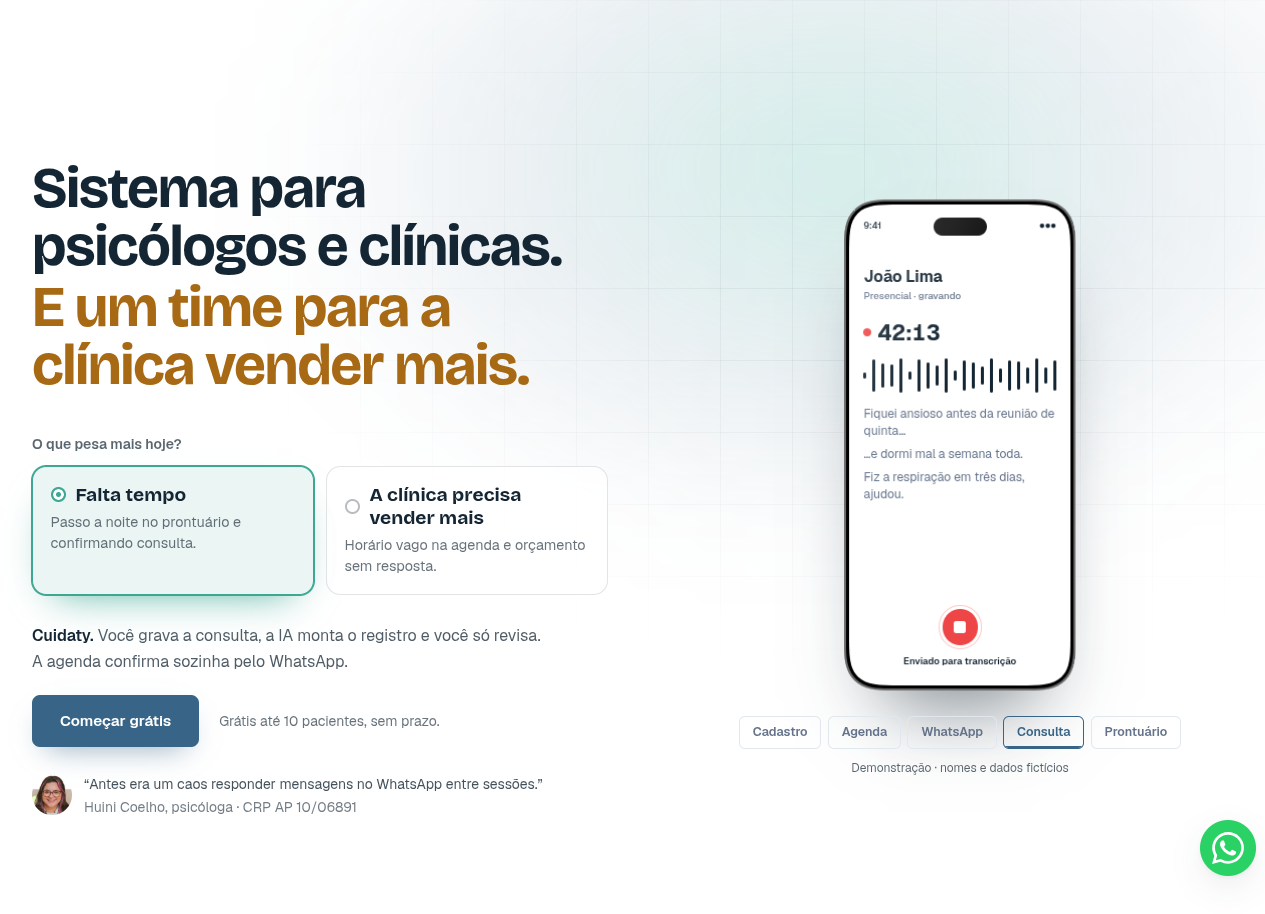 Sistema para
psicólogos e clínicas.
E um time para a
clínica vender mais.
O que pesa mais hoje?
Falta tempo
Passo a noite no prontuário e
confirmando consulta.
A clínica precisa
vender mais
Horário vago na agenda e orçamento
sem resposta.
Cuidaty. Você grava a consulta, a IA monta o registro e você só revisa.
A agenda confirma sozinha pelo WhatsApp.
Começar grátis
Grátis até 10 pacientes, sem prazo.
“Antes era um caos responder mensagens no WhatsApp entre sessões.”
Huini Coelho, psicóloga · CRP AP 10/06891
9:41
João Lima
Presencial · gravando
42:13
Fiquei ansioso antes da reunião de
quinta…
…e dormi mal a semana toda.
Fiz a respiração em três dias,
ajudou.
Enviado para transcrição
Cadastro
Agenda
WhatsApp
Consulta
Prontuário
Demonstração · nomes e dados fictícios